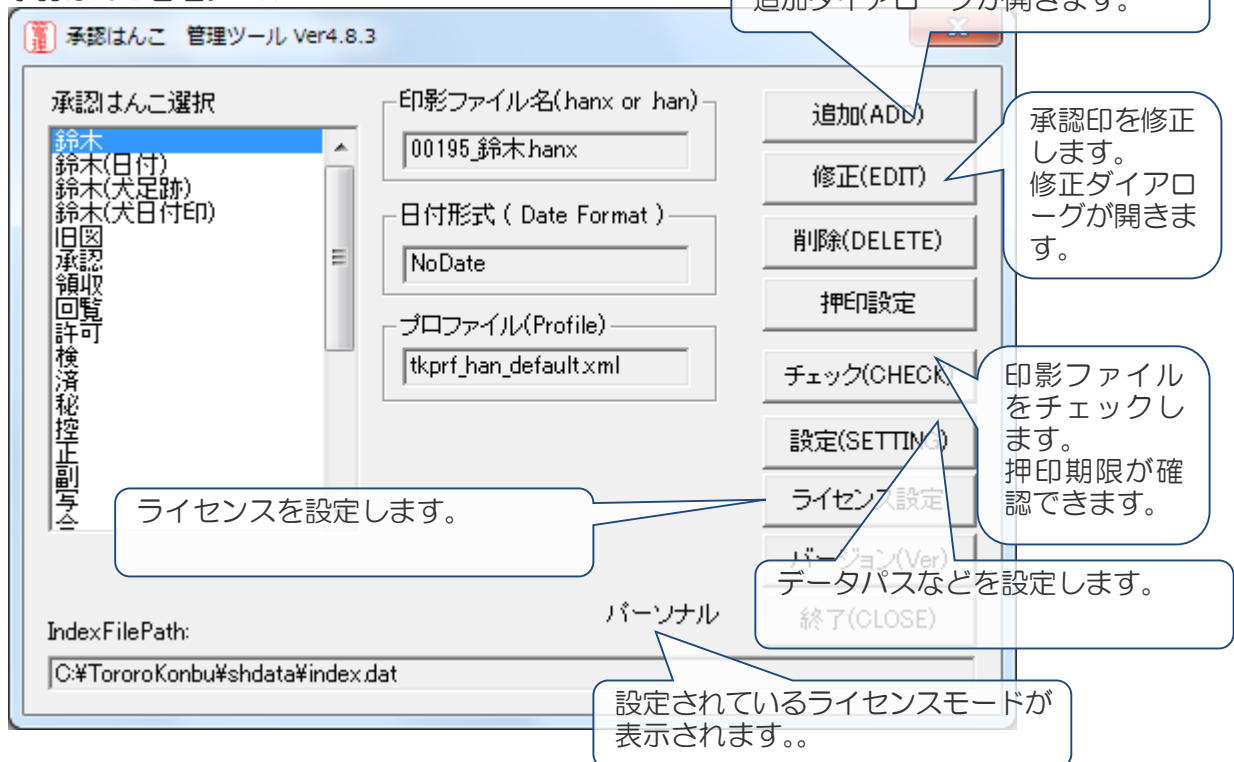 追加ダイアローグが開きます。
承認はんこ 管理ツール Ver4.8.3
承認はんこ選択
鈴木
鈴木(日付)
鈴木(犬足跡)
鈴木(犬日付印)
旧図
承認
領収
回覧
許可
検
済
秘
控
正
副
写
印影ファイル名(hanx or han)
00195_鈴木.hanx
日付形式 ( Date Format )
NoDate
プロファイル(Profile)
tkprf_han_default.xml
追加(ADD)
修正(EDIT)
削除(DELETE)
押印設定
チェック(CHECK)
設定(SETTING)
ライセンス設定
バージョン(Ver)
終了(CLOSE)
承認印を修正
します。
修正ダイアロ
ーグが開きま
す。
印影ファイル
をチェックし
ます。
押印期限が確
認できます。
ライセンスを設定します。
データパスなどを設定します。
パーソナル
IndexFilePath:
C:¥TororoKonbu¥shdata¥index.dat
設定されているライセンスモードが
表示されます。。